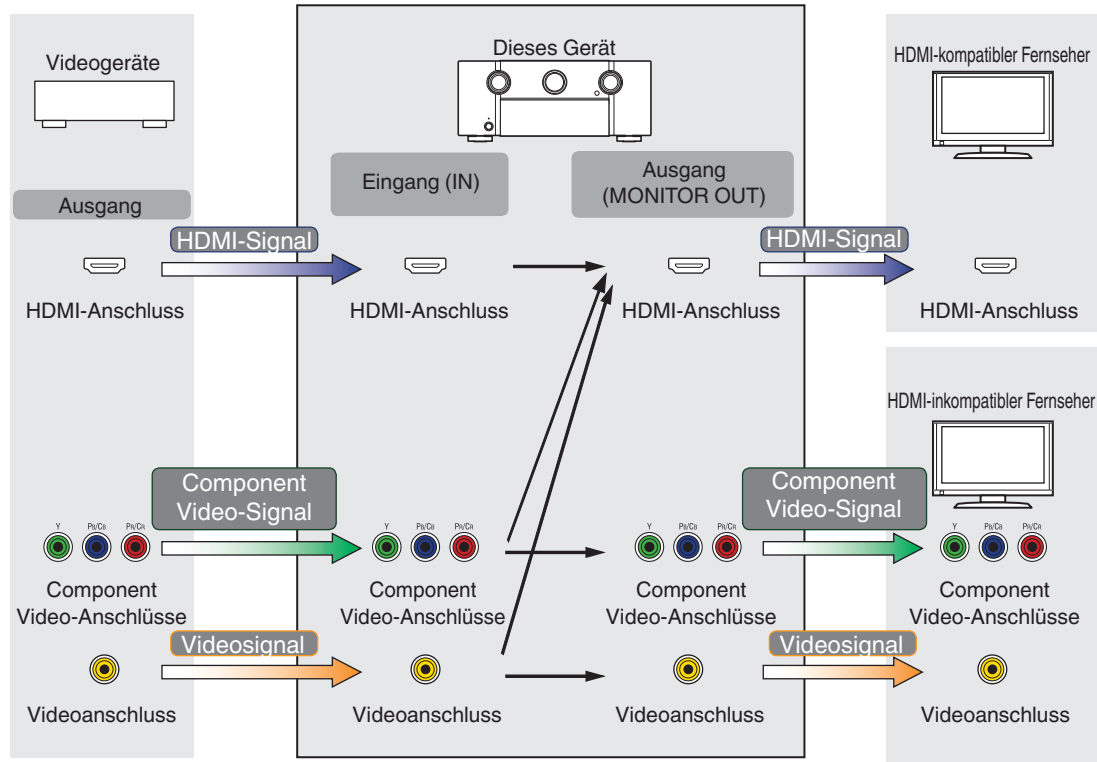 Videogeräte
Dieses Gerät
HDMI-kompatibler Fernseher
Ausgang
Eingang (IN)
Ausgang
(MONITOR OUT)
HDMI-Signal
HDMI-Signal
HDMI-Anschluss
HDMI-Anschluss
HDMI-Anschluss
HDMI-Anschluss
HDMI-inkompatibler Fernseher
Component
Video-Signal
Component
Video-Signal
Y PB/CB PR/CR
Y PB/CB PR/CR
Y PB/CB PR/CR
Y PB/CB PR/CR
Component
Video-Anschlüsse
Component
Video-Anschlüsse
Component
Video-Anschlüsse
Component
Video-Anschlüsse
Videosignal
Videosignal
Videoanschluss
Videoanschluss
Videoanschluss
Videoanschluss